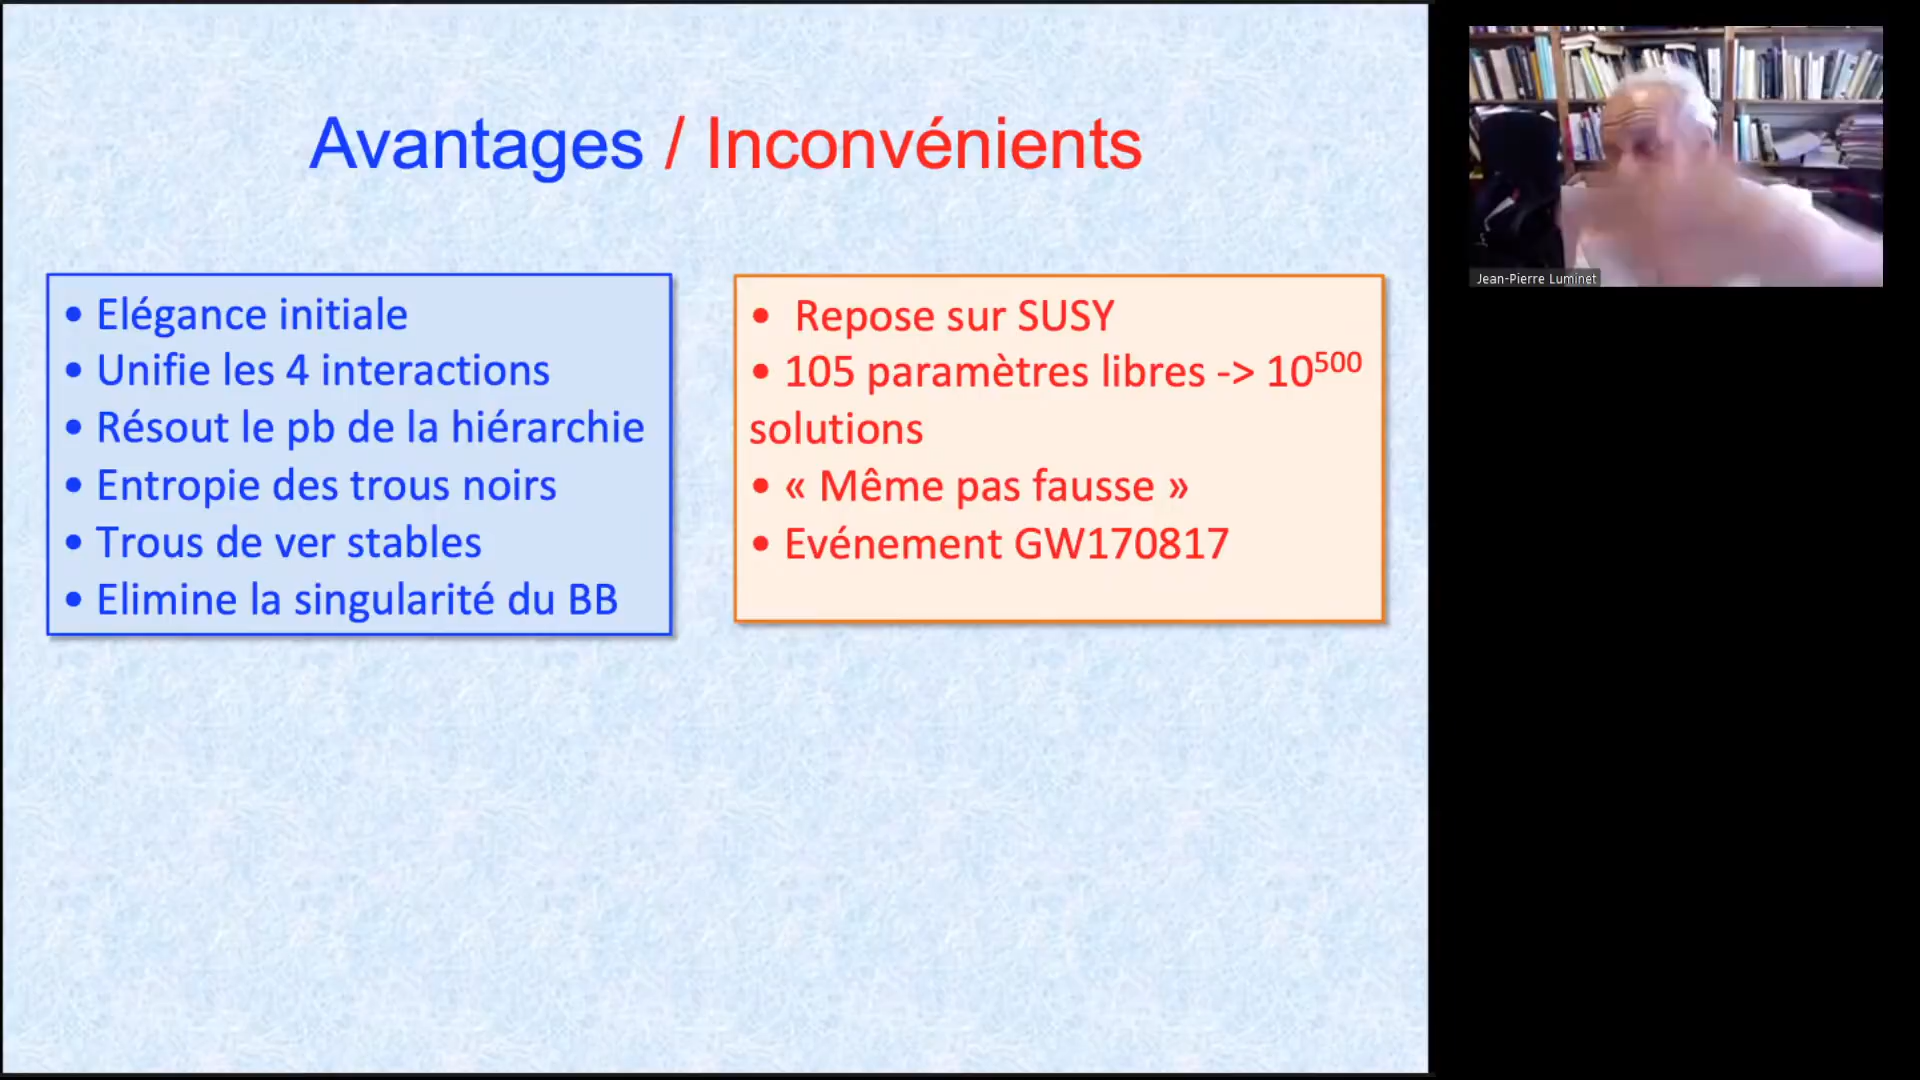 Avantages / Inconvénients
• Elégance initiale
• Unifie les 4 interactions
• Résout le pb de la hiérarchie
• Entropie des trous noirs
• Trous de ver stables
• Elimine la singularité du BB
• Repose sur SUSY
• 105 paramètres libres -> 10⁵⁰⁰
solutions
• « Même pas fausse »
• Evénement GW170817
Jean-Pierre Luminet